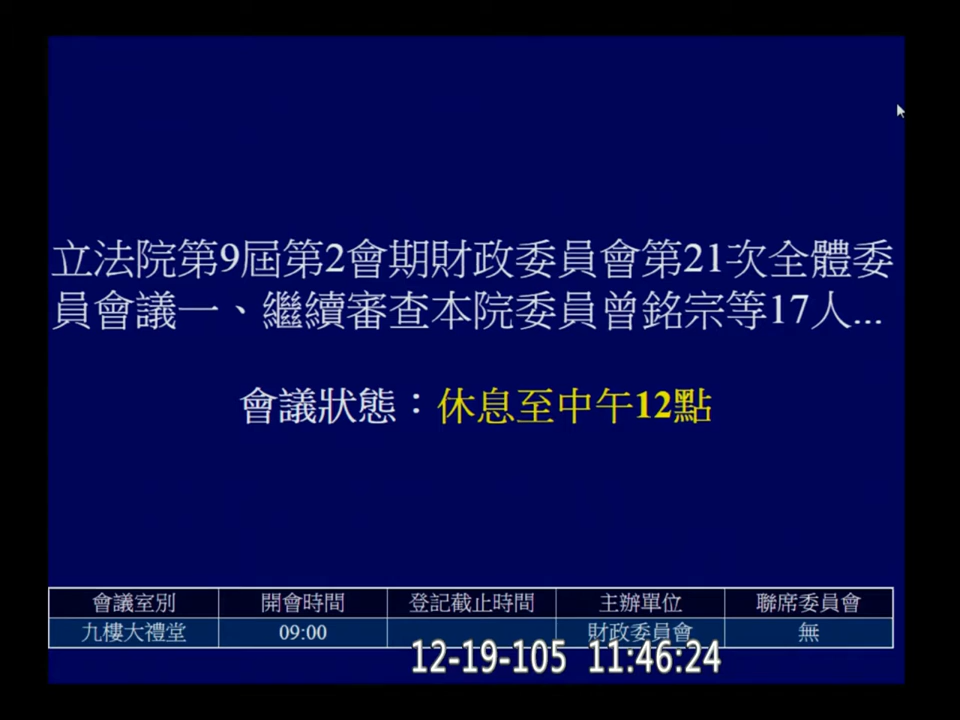 立法院第9屆第2會期財政委員會第21次全體委
員會議一、繼續審查本院委員曾銘宗等17人...
會議狀態：休息至中午12點
會議室別 開會時間 登記截止時間 主辦單位 聯席委員會
九樓大禮堂 09:00 財政委員會 無
12-19-105 11:46:24